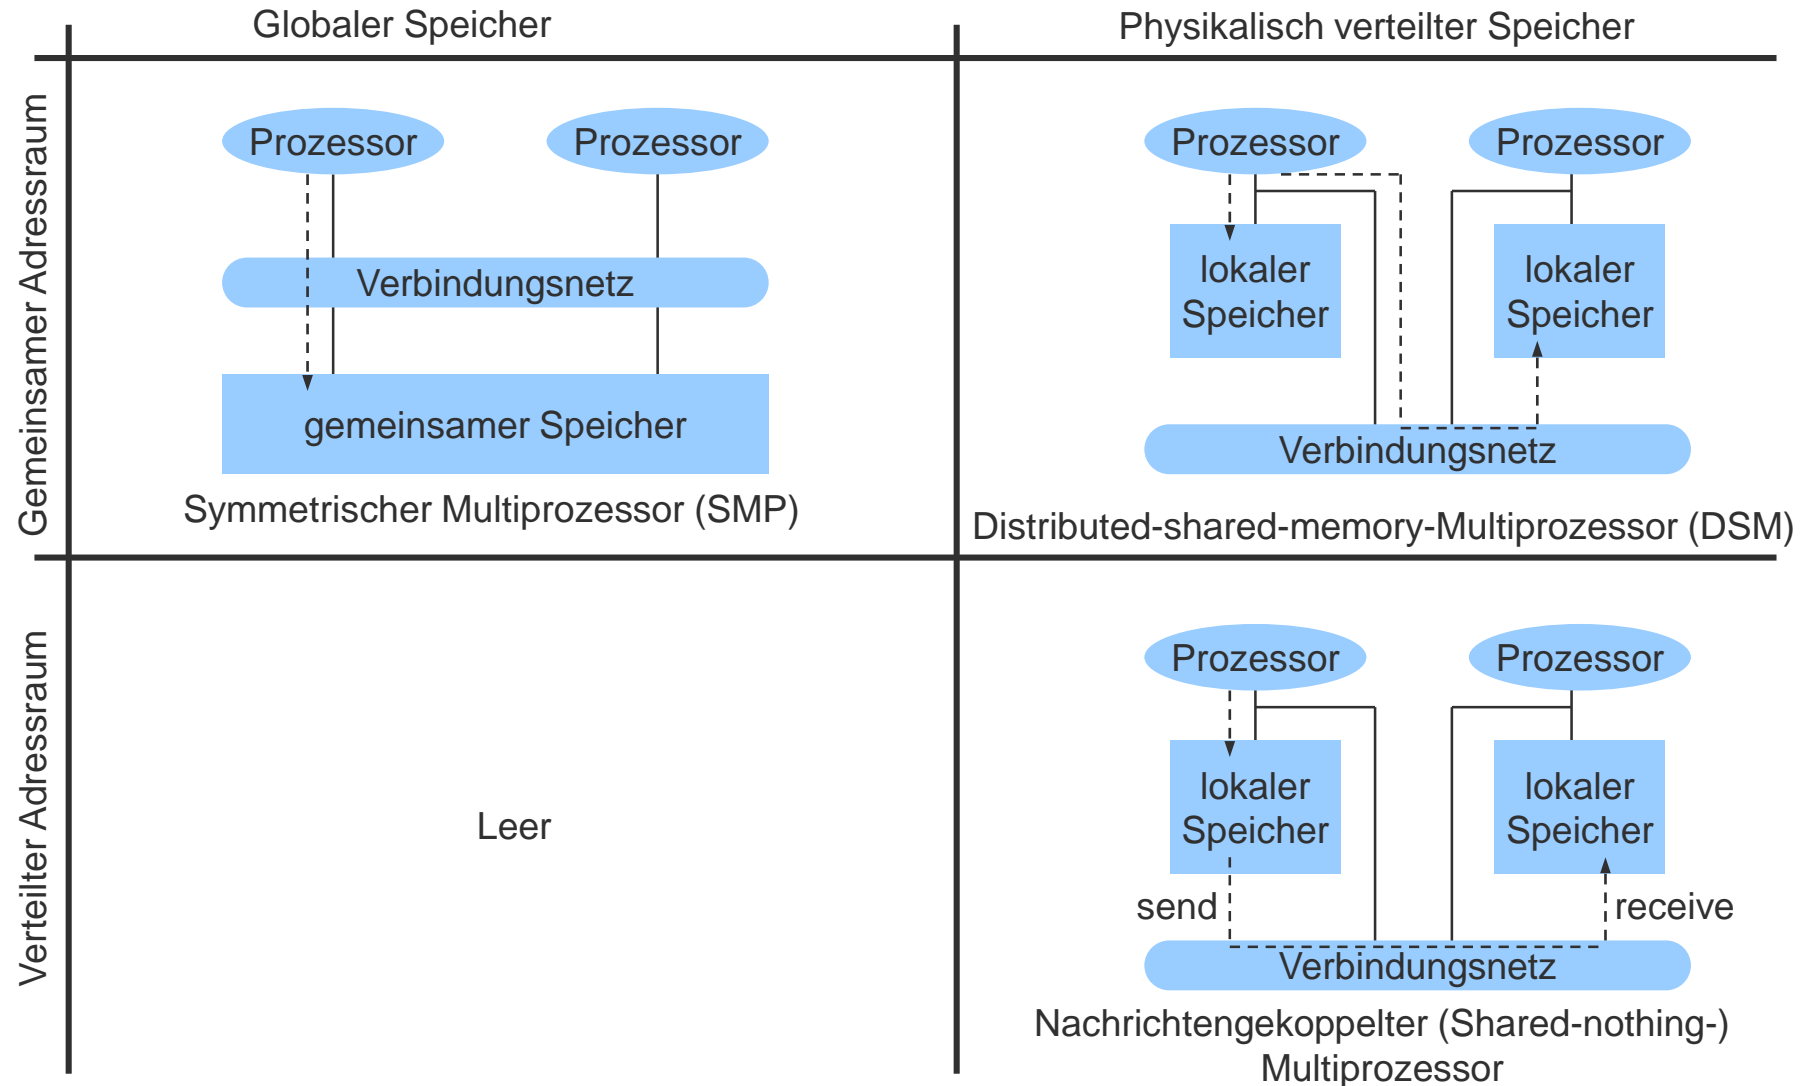 Globaler Speicher
Physikalisch verteilter Speicher
Gemeinsamer Adressraum
Prozessor
Prozessor
Verbindungsnetz
gemeinsamer Speicher
Symmetrischer Multiprozessor (SMP)
Prozessor
Prozessor
lokaler
Speicher
lokaler
Speicher
Verbindungsnetz
Distributed-shared-memory-Multiprozessor (DSM)
Verteilter Adressraum
Leer
Prozessor
Prozessor
lokaler
Speicher
lokaler
Speicher
send
receive
Verbindungsnetz
Nachrichtengekoppelter (Shared-nothing-)
Multiprozessor